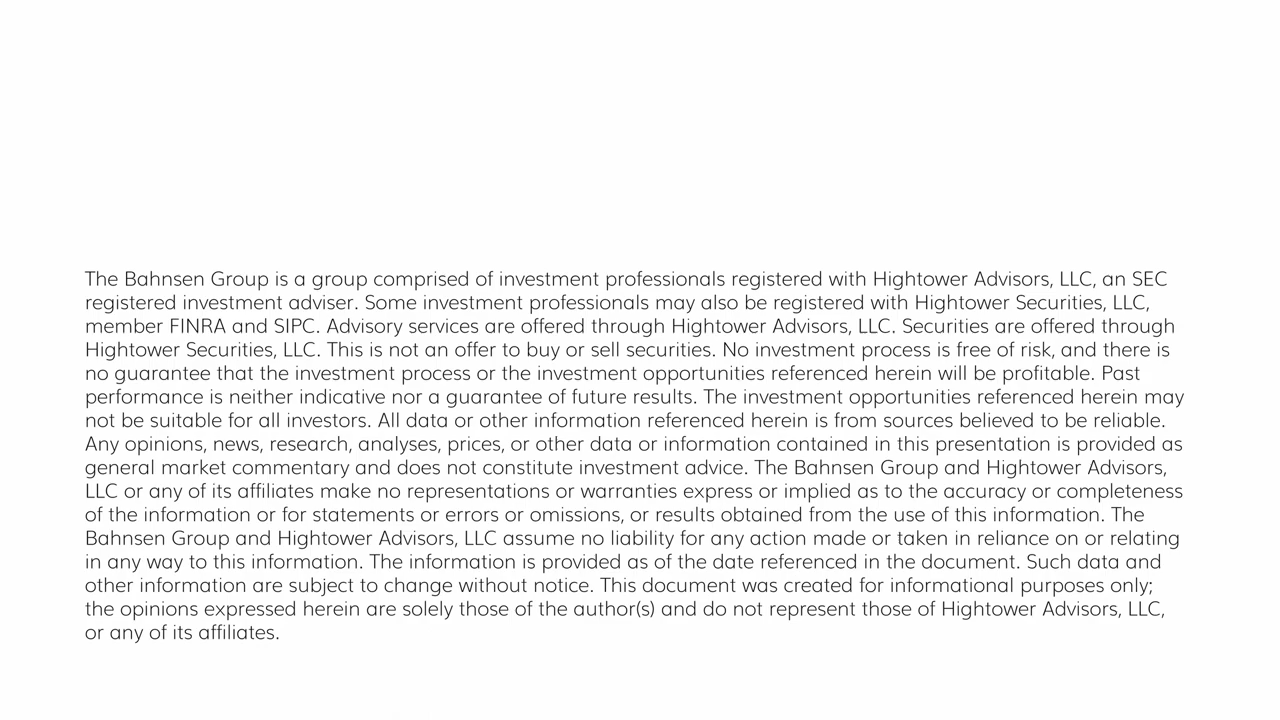 The Bahnsen Group is a group comprised of investment professionals registered with Hightower Advisors, LLC, an SEC
registered investment adviser. Some investment professionals may also be registered with Hightower Securities, LLC,
member FINRA and SIPC. Advisory services are offered through Hightower Advisors, LLC. Securities are offered through
Hightower Securities, LLC. This is not an offer to buy or sell securities. No investment process is free of risk, and there is
no guarantee that the investment process or the investment opportunities referenced herein will be profitable. Past
performance is neither indicative nor a guarantee of future results. The investment opportunities referenced herein may
not be suitable for all investors. All data or other information referenced herein is from sources believed to be reliable.
Any opinions, news, research, analyses, prices, or other data or information contained in this presentation is provided as
general market commentary and does not constitute investment advice. The Bahnsen Group and Hightower Advisors,
LLC or any of its affiliates make no representations or warranties express or implied as to the accuracy or completeness
of the information or for statements or errors or omissions, or results obtained from the use of this information. The
Bahnsen Group and Hightower Advisors, LLC assume no liability for any action made or taken in reliance on or relating
in any way to this information. The information is provided as of the date referenced in the document. Such data and
other information are subject to change without notice. This document was created for informational purposes only;
the opinions expressed herein are solely those of the author(s) and do not represent those of Hightower Advisors, LLC,
or any of its affiliates.